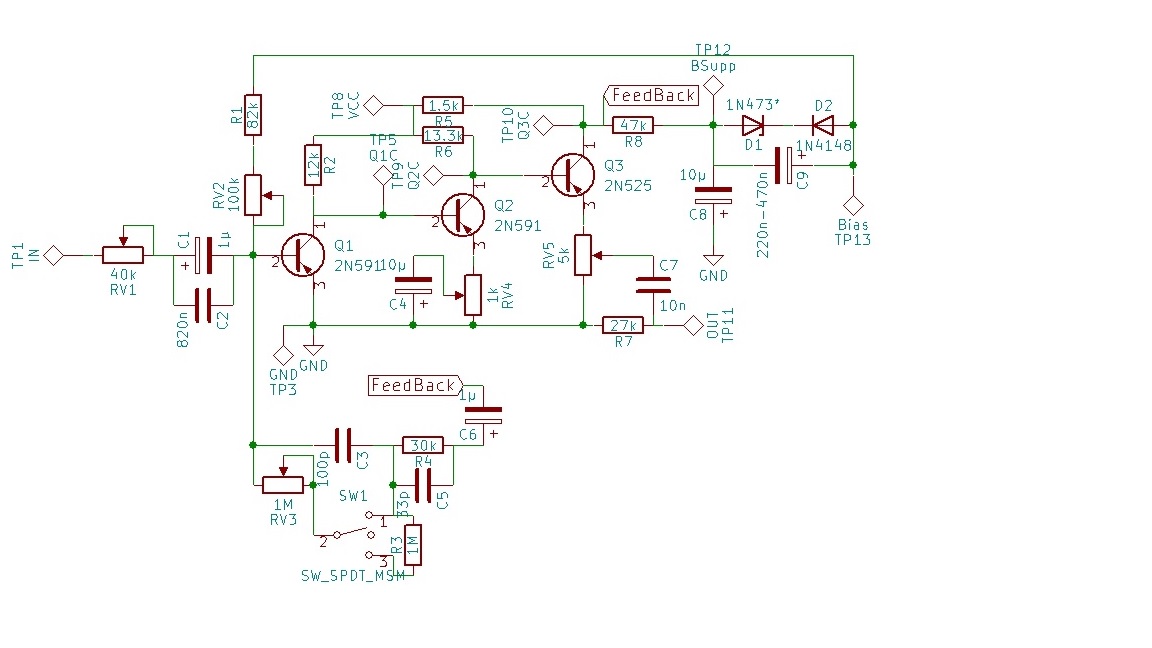 TP12
BSupp
TP8
VCC
TP10
Q3C
FeedBack
1N473*
D2
R1
82k
1.5k
R5
47k
R8
D1
1N4148
TP5
Q1C
13.3k
R6
12k
R2
TP9
Q2C
1
Q3
2
2N525
3
RV2
100k
1
Q2
2
2N591
3
10µ
C8
+
GND
220n-470n
+
C9
Bias
TP13
TP1
IN
40k
RV1
C1
1µ
+
1
Q1
2
2N591
3
10µ
C4
+
1k
RV4
RV5
5k
C7
10n
820n
C2
27k
R7
OUT
TP11
GND
TP3
GND
FeedBack
1µ
C6
+
100p
C3
30k
R4
33p
C5
1M
RV3
SW1
1
2
3
R3
1M
SW_SPDT_MSM